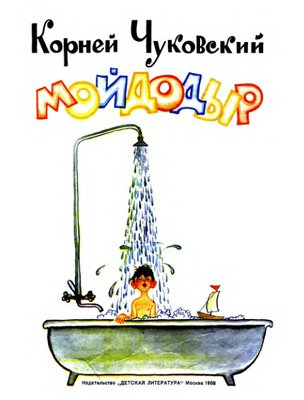 Корней Чуковский
МОЙДОДЫР
Издательство „ДЕТСКАЯ ЛИТЕРАТУРА" Москва 1969